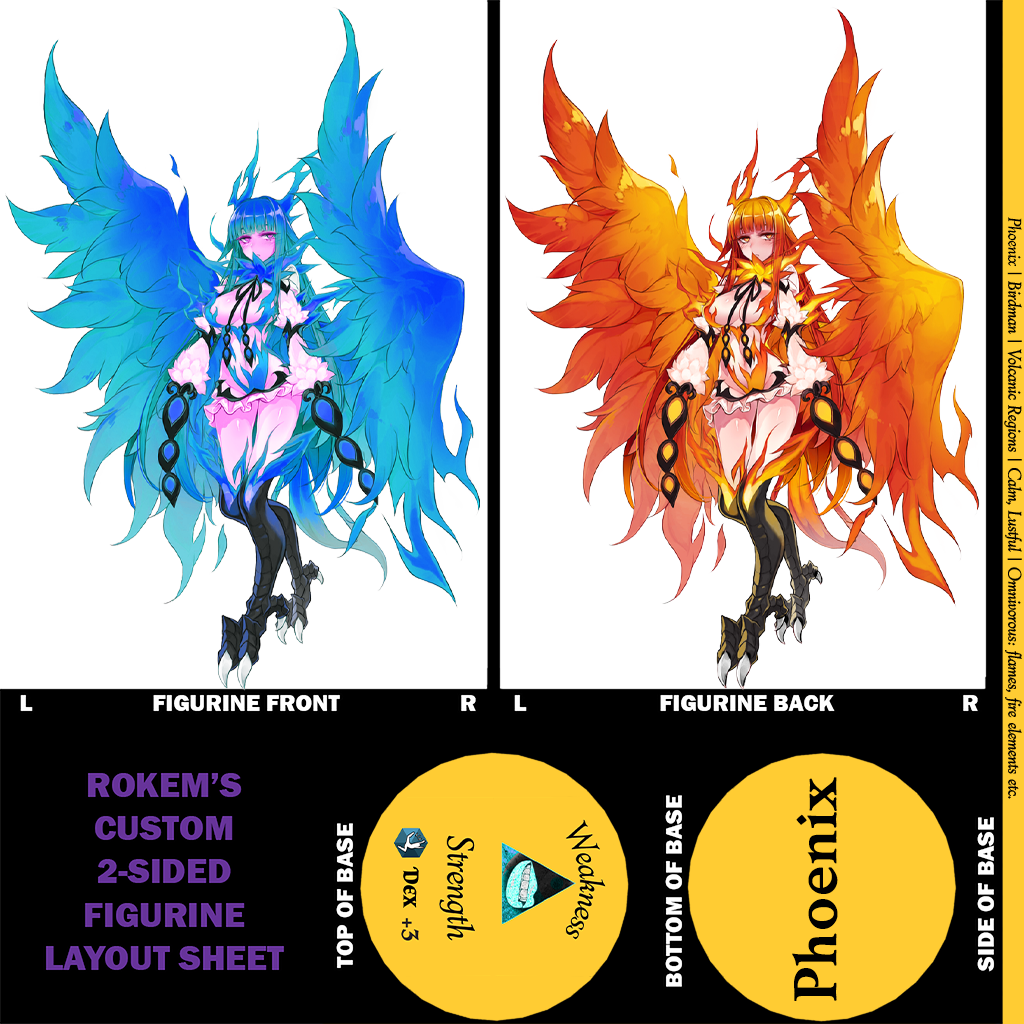 L
FIGURINE FRONT
R
L
FIGURINE BACK
R
Phoenix | Birdman | Volcanic Regions | Calm, Lustful | Omnivorous: flames, fire elements etc.
ROKEM'S
CUSTOM
2-SIDED
FIGURINE
LAYOUT SHEET
TOP OF BASE
Weakness
Strength
Dex +3
BOTTOM OF BASE
Phoenix
SIDE OF BASE